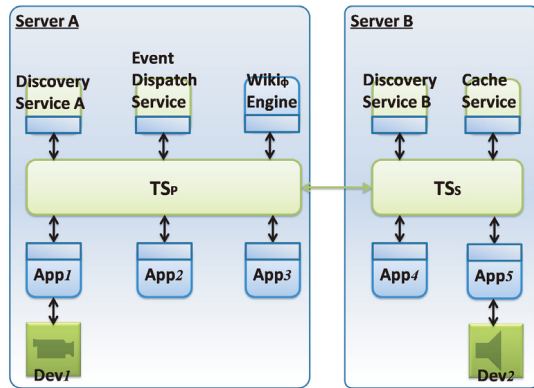 Server A
Server B
Discovery
Service A
Event
Dispatch
Service
Wikiϕ
Engine
Discovery
Service B
Cache
Service
TSP
TSS
App1
App2
App3
App4
App5
Dev1
Dev2